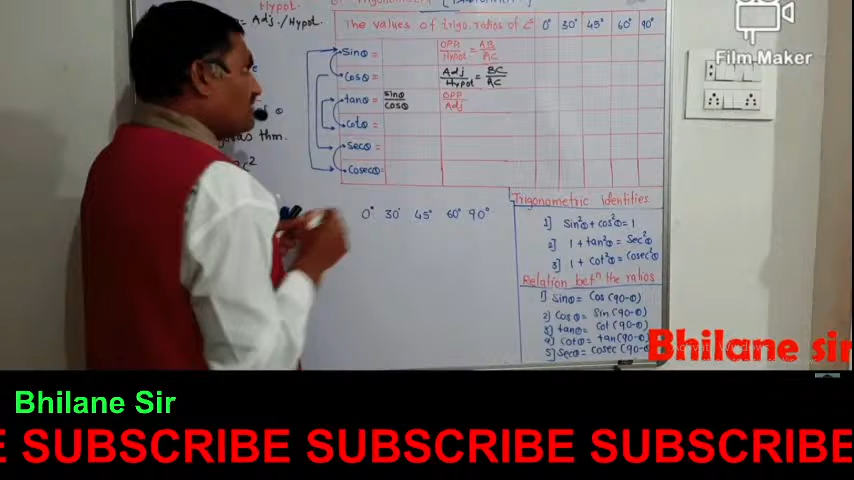 Hypot.
= Adj./Hypot.
The values of trigo. ratios of ∠ 0° 30° 45° 60° 90°
Sinθ = OPP/Hypot = AB/AC
Cosθ = Adj/Hypot = BC/AC
tanθ = sinθ/cosθ OPP/Adj
Cotθ =
Secθ =
Cosecθ=
thm.
0° 30° 45° 60° 90°
Trigonometric identities
1] Sin²θ + cos²θ = 1
2] 1 + tan²θ = Sec²θ
3] 1 + Cot²θ = Cosec²θ
Relation betⁿ the ratios
1) Sinθ = Cos (90-θ)
2) Cosθ = Sin (90-θ)
3) tanθ = Cot (90-θ)
4) Cotθ = tan (90-θ)
5] Secθ = Cosec (90-θ
Film Maker
Bhilane sir
Bhilane Sir
E SUBSCRIBE SUBSCRIBE SUBSCRIBE